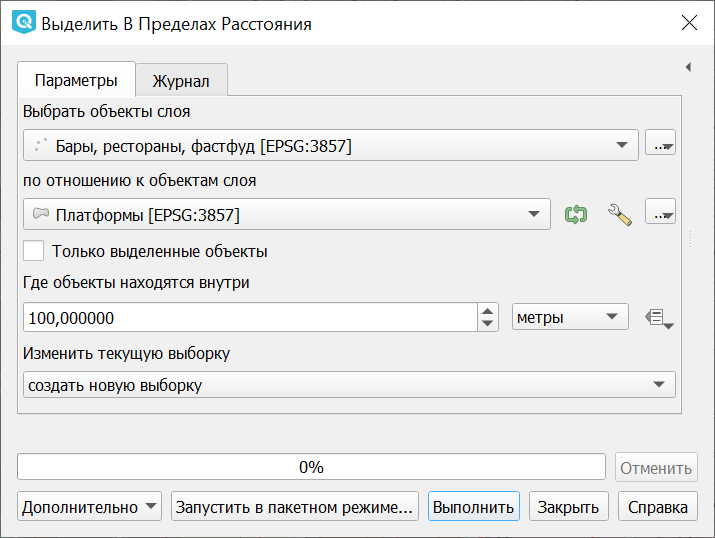 Выделить В Пределах Расстояния
Параметры
Журнал
Выбрать объекты слоя
Бары, рестораны, фастфуд [EPSG:3857]
...
по отношению к объектам слоя
Платформы [EPSG:3857]
...
Только выделенные объекты
Где объекты находятся внутри
100,000000
метры
Изменить текущую выборку
создать новую выборку
0%
Отменить
Дополнительно
Запустить в пакетном режиме...
Выполнить
Закрыть
Справка